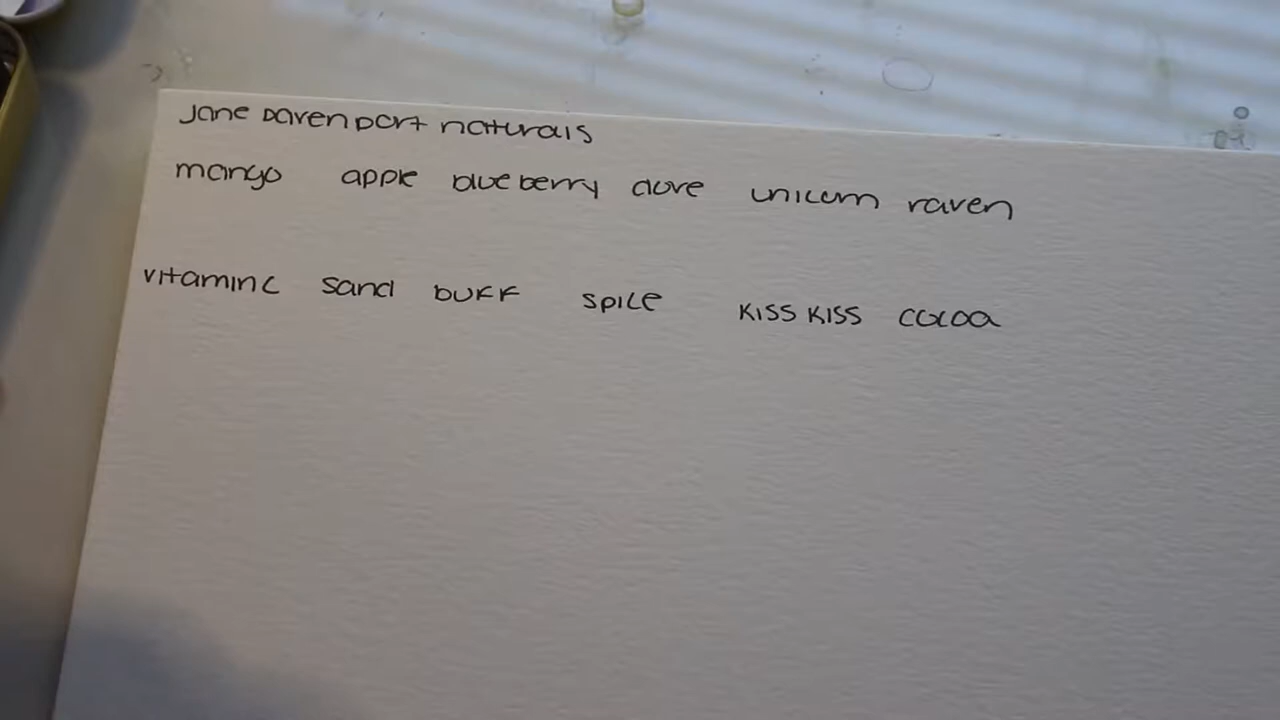 Jane Davenport naturals
mango apple blueberry dove unicorn raven
vitamin c sand buff spice kiss kiss cocoa